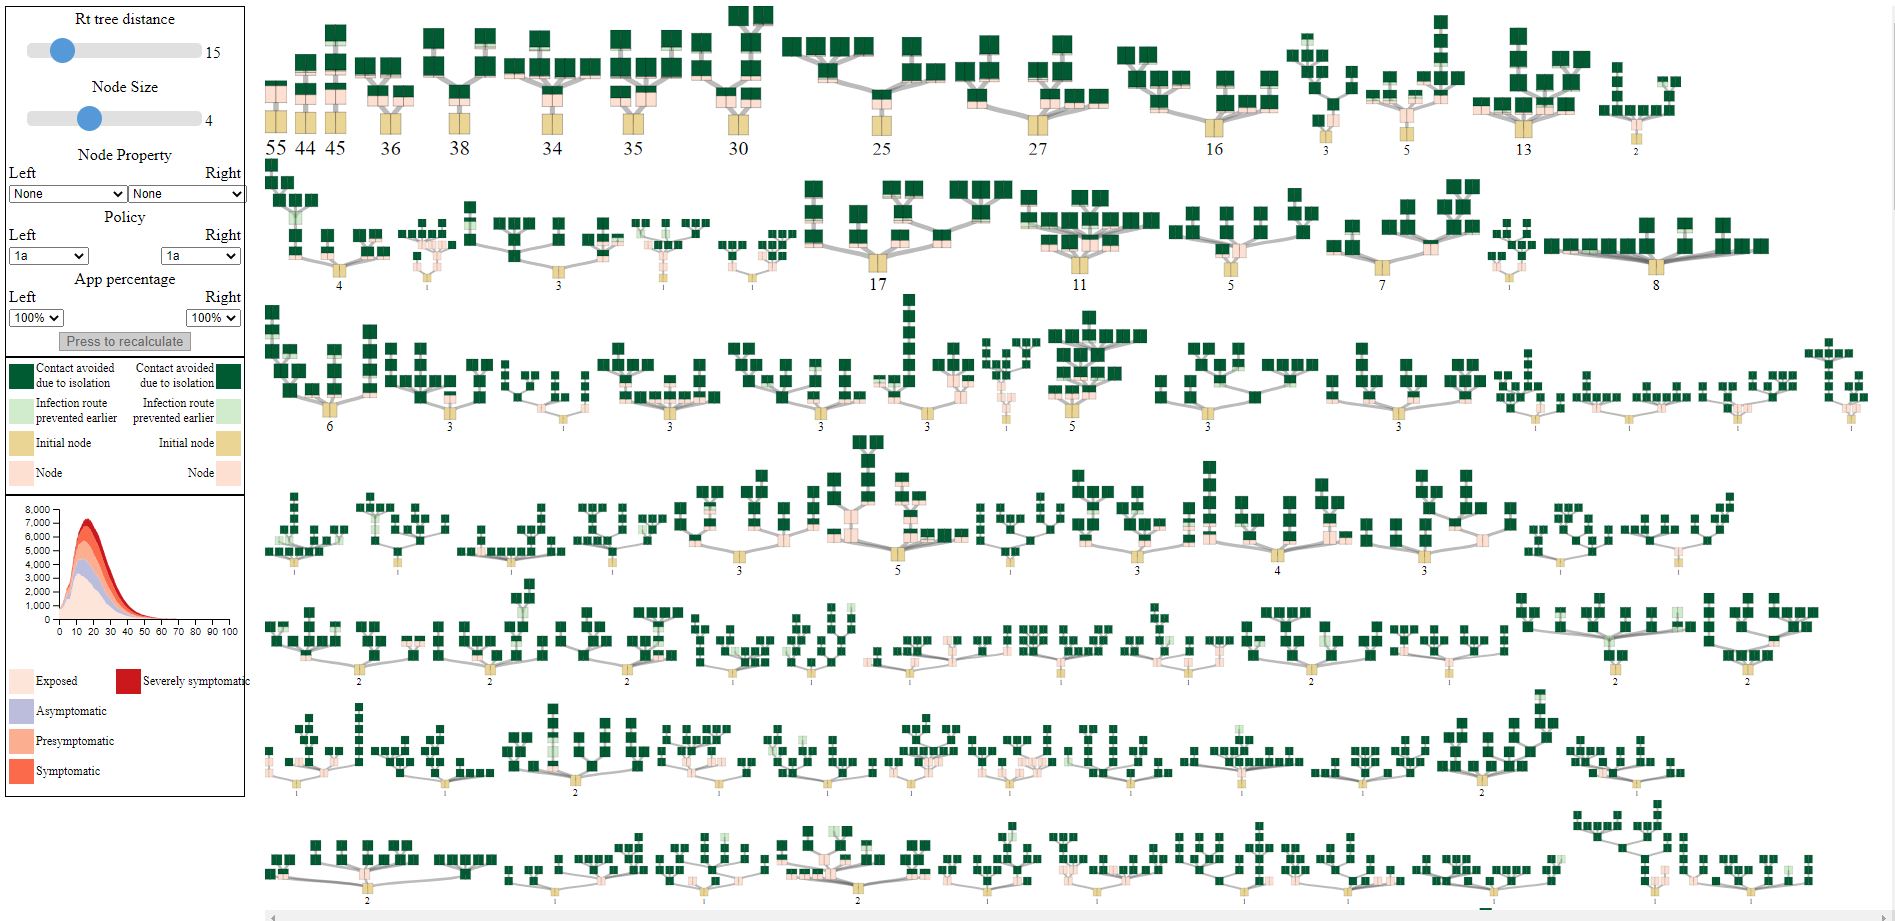 Rt tree distance
15
Node Size
4
Node Property
Left Right
None None
Policy
Left Right
1a 1a
App percentage
Left Right
100% 100%
Press to recalculate
Contact avoided due to isolation
Contact avoided due to isolation
Infection route prevented earlier
Infection route prevented earlier
Initial node Initial node
Node Node
8,000
7,000
6,000
5,000
4,000
3,000
2,000
1,000
0
0 10 20 30 40 50 60 70 80 90 100
Exposed Severely symptomatic
Asymptomatic
Presymptomatic
Symptomatic
55 44 45 36 38 34 35 30 25 27 16 3 5 13 2
4 1 3 1 1 17 11 5 7 1 8
6 3 1 3 3 3 1 5 3 3 1 1 1 1
1 1 1 1 3 5 1 3 4 3 1 1
2 2 2 1 1 1 1 1 2 1 2 2
1 1 2 1 1 1 1 1 1 1 2 1
2 1 1 2 1 1 1 1 1 1 1